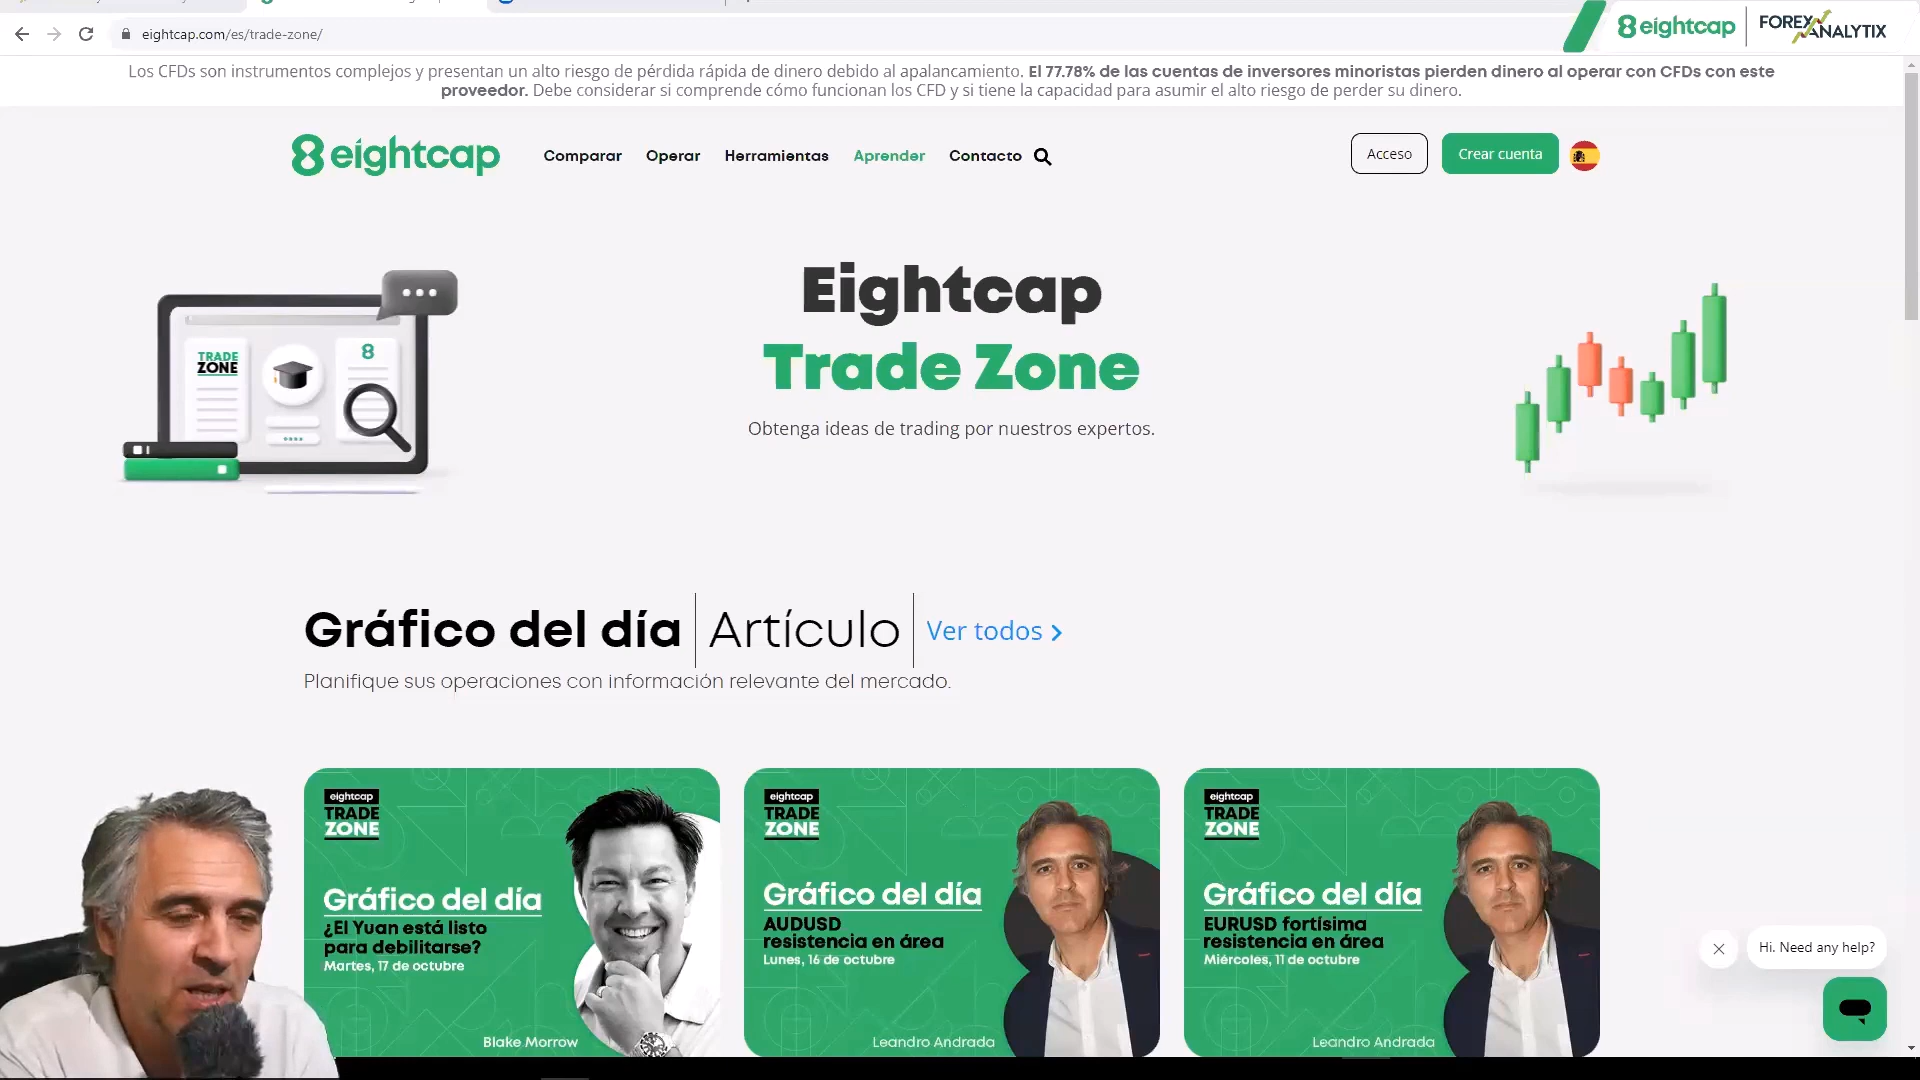 eightcap.com/es/trade-zone/
8 eightcap
FOREX ANALYTIX
Los CFDs son instrumentos complejos y presentan un alto riesgo de pérdida rápida de dinero debido al apalancamiento. El 77.78% de las cuentas de inversores minoristas pierden dinero al operar con CFDs con este
proveedor. Debe considerar si comprende cómo funcionan los CFD y si tiene la capacidad para asumir el alto riesgo de perder su dinero.
8 eightcap
Comparar
Operar
Herramientas
Aprender
Contacto
Acceso
Crear cuenta
TRADE
ZONE
8
Eightcap
Trade Zone
Obtenga ideas de trading por nuestros expertos.
Gráfico del día
Artículo
Ver todos
Planifique sus operaciones con información relevante del mercado.
eightcap
TRADE
ZONE
Gráfico del día
¿El Yuan está listo
para debilitarse?
Martes, 17 de octubre
Blake Morrow
eightcap
TRADE
ZONE
Gráfico del día
AUDUSD
resistencia en área
Lunes, 16 de octubre
Leandro Andrada
eightcap
TRADE
ZONE
Gráfico del día
EURUSD fortísima
resistencia en área
Miércoles, 11 de octubre
Leandro Andrada
Hi. Need any help?